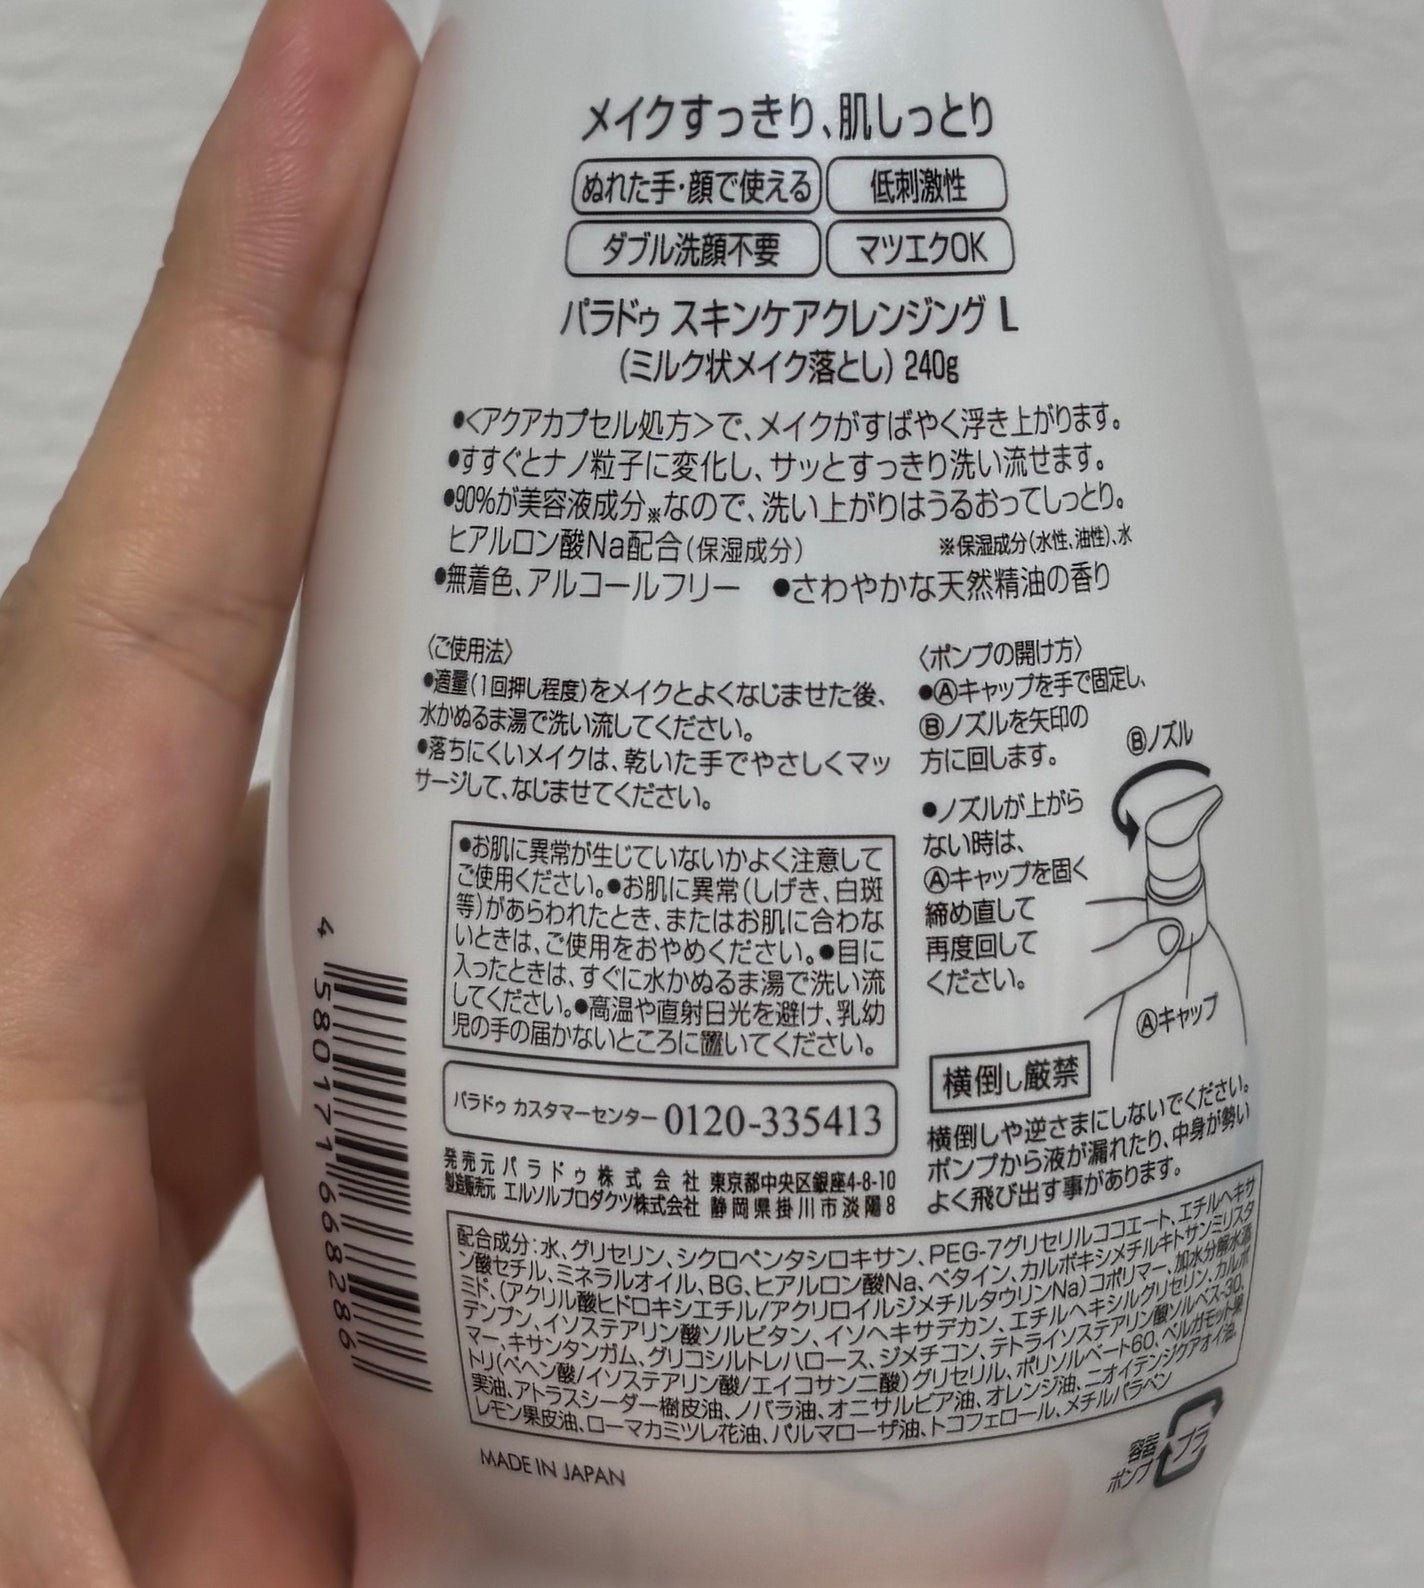 メイクすっきり、肌しっとり
ぬれた手・顔で使える 低刺激性
ダブル洗顔不要 マツエクOK
パラドゥ スキンケアクレンジング L
(ミルク状メイク落とし) 240g
●<アクアカプセル処方>で、メイクがすばやく浮き上がります。
●すすぐとナノ粒子に変化し、サッとすっきり洗い流せます。
●90%が美容液成分※なので、洗い上がりはうるおってしっとり。
ヒアルロン酸Na配合(保湿成分) ※保湿成分(水性、油性)、水
●無着色、アルコールフリー ●さわやかな天然精油の香り
〈ご使用法〉
●適量(1回押し程度)をメイクとよくなじませた後、
水かぬるま湯で洗い流してください。
●落ちにくいメイクは、乾いた手でやさしくマッ
サージして、なじませてください。
〈ポンプの開け方〉
●Ⓐキャップを手で固定し、
Ⓑノズルを矢印の
方に回します。
●ノズルが上がら
ない時は、
Ⓐキャップを固く
締め直して
再度回して
ください。
Ⓑノズル
Ⓐキャップ
●お肌に異常が生じていないかよく注意して
ご使用ください。●お肌に異常(しげき、白斑
等)があらわれたとき、またはお肌に合わな
いときは、ご使用をおやめください。●目に
入ったときは、すぐに水かぬるま湯で洗い流
してください。●高温や直射日光を避け、乳幼
児の手の届かないところに置いてください。
横倒し厳禁
横倒しや逆さまにしないでください。
ポンプから液が漏れたり、中身が勢い
よく飛び出す事があります。
パラドゥ カスタマーセンター 0120-335413
発売元 パラドゥ株式会社 東京都中央区銀座4-8-10
製造販売元 エルソルプロダクツ株式会社 静岡県掛川市淡陽8
配合成分:水、グリセリン、シクロペンタシロキサン、PEG-7グリセリルココエート、エチルヘキサ
ン酸セチル、ミネラルオイル、BG、ヒアルロン酸Na、ベタイン、カルボキシメチルキトサンミリスタ
ミド、(アクリル酸ヒドロキシエチル/アクリロイルジメチルタウリンNa)コポリマー、加水分解水添
デンプン、イソステアリン酸ソルビタン、イソヘキサデカン、エチルヘキシルグリセリン、カルボ
マー、キサンタンガム、グリコシルトレハロース、ジメチコン、テトライソステアリン酸ソルベス-30、
トリ(ベヘン酸/イソステアリン酸/エイコサン二酸)グリセリル、ポリソルベート60、ベルガモット果
実油、アトラスシーダー樹皮油、ノバラ油、オニサルビア油、オレンジ油、ニオイテンジクアオイ油、
レモン果皮油、ローマカミツレ花油、パルマローザ油、トコフェロール、メチルパラベン
MADE IN JAPAN
容器
ポンプ
プラ
4 580171 668286